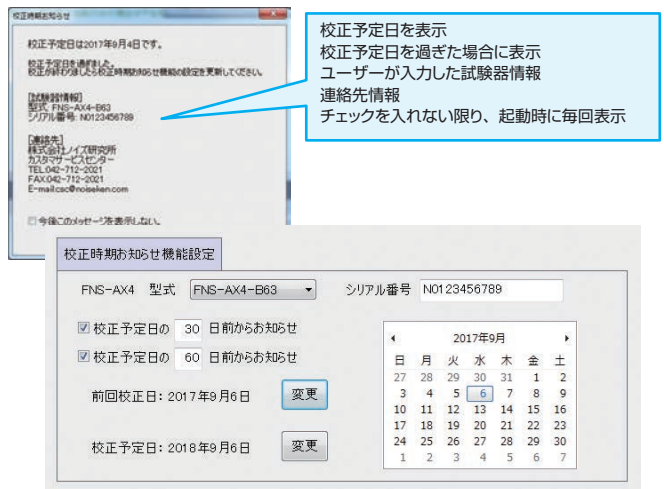 校正時期お知らせ
校正予定日は2017年9月4日です。
校正予定日を過ぎました。
校正が終わりましたら校正時期お知らせ機能の設定を更新してください。
[試験器情報]
型式 FNS-AX4-B63
シリアル番号 N0123456789
[連絡先]
株式会社ノイズ研究所
カスタマサービスセンター
TEL.042-712-2021
FAX.042-712-2021
E-mail:csc@noiseken.com
今後このメッセージを表示しない。
校正予定日を表示
校正予定日を過ぎた場合に表示
ユーザーが入力した試験器情報
連絡先情報
チェックを入れない限り、起動時に毎回表示
校正時期お知らせ機能設定
FNS-AX4 型式 FNS-AX4-B63 シリアル番号 N0123456789
校正予定日の 30 日前からお知らせ
校正予定日の 60 日前からお知らせ
前回校正日：2017年9月6日 変更
校正予定日：2018年9月6日 変更
2017年9月
日 月 火 水 木 金 土
27 28 29 30 31 1 2
3 4 5 6 7 8 9
10 11 12 13 14 15 16
17 18 19 20 21 22 23
24 25 26 27 28 29 30
1 2 3 4 5 6 7